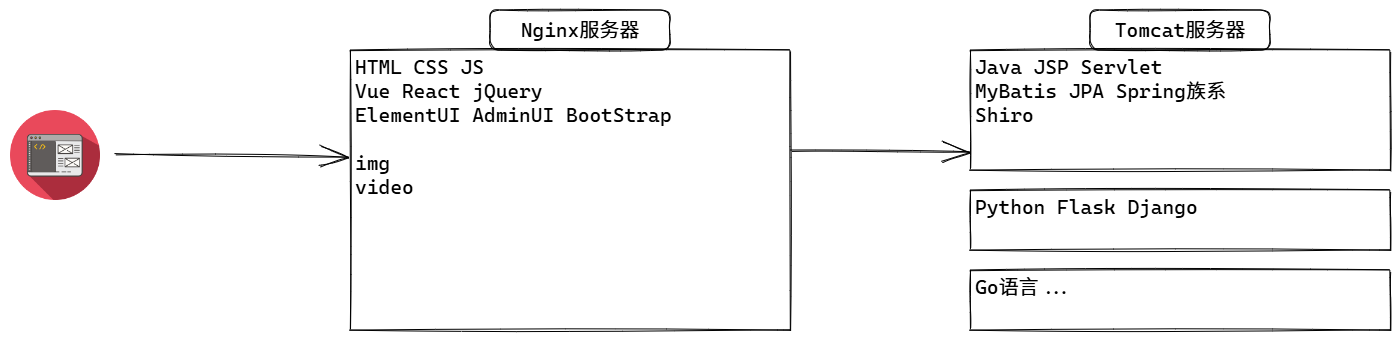 Nginx服务器
HTML CSS JS
Vue React jQuery
ElementUI AdminUI BootStrap
img
video
Tomcat服务器
Java JSP Servlet
MyBatis JPA Spring族系
Shiro
Python Flask Django
Go语言 ...